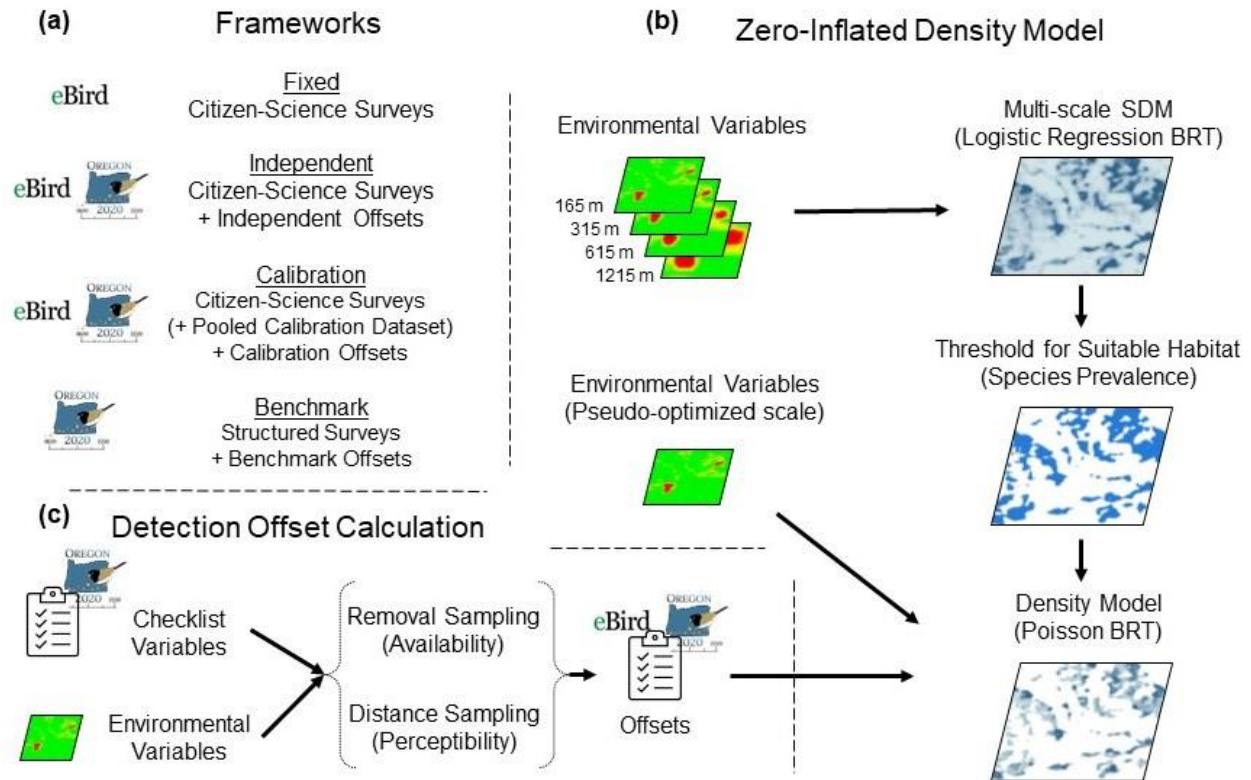 (a)
Frameworks
eBird
Fixed
Citizen-Science Surveys
OREGON
eBird
2020
Independent
Citizen-Science Surveys
+ Independent Offsets
OREGON
eBird
2020
Calibration
Citizen-Science Surveys
(+ Pooled Calibration Dataset)
+ Calibration Offsets
OREGON
2020
Benchmark
Structured Surveys
+ Benchmark Offsets
(b)
Zero-Inflated Density Model
Environmental Variables
165 m
315 m
615 m
1215 m
Multi-scale SDM
(Logistic Regression BRT)
Threshold for Suitable Habitat
(Species Prevalence)
Environmental Variables
(Pseudo-optimized scale)
Density Model
(Poisson BRT)
(c)
Detection Offset Calculation
OREGON
2020
Checklist
Variables
Environmental
Variables
Removal Sampling
(Availability)
Distance Sampling
(Perceptibility)
eBird
OREGON
2020
Offsets